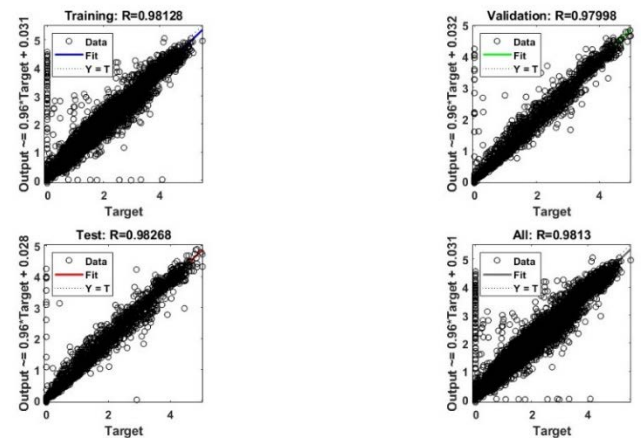 Training: R=0.98128
Output ~= 0.96*Target + 0.031
5
4
3
2
1
0
Data
Fit
Y = T
0
2
4
Target
Validation: R=0.97998
Output ~= 0.96*Target + 0.032
5
4
3
2
1
0
Data
Fit
Y = T
0
2
4
Target
Test: R=0.98268
Output ~= 0.96*Target + 0.028
5
4
3
2
1
0
Data
Fit
Y = T
0
2
4
Target
All: R=0.9813
Output ~= 0.96*Target + 0.031
5
4
3
2
1
0
Data
Fit
Y = T
0
2
4
Target